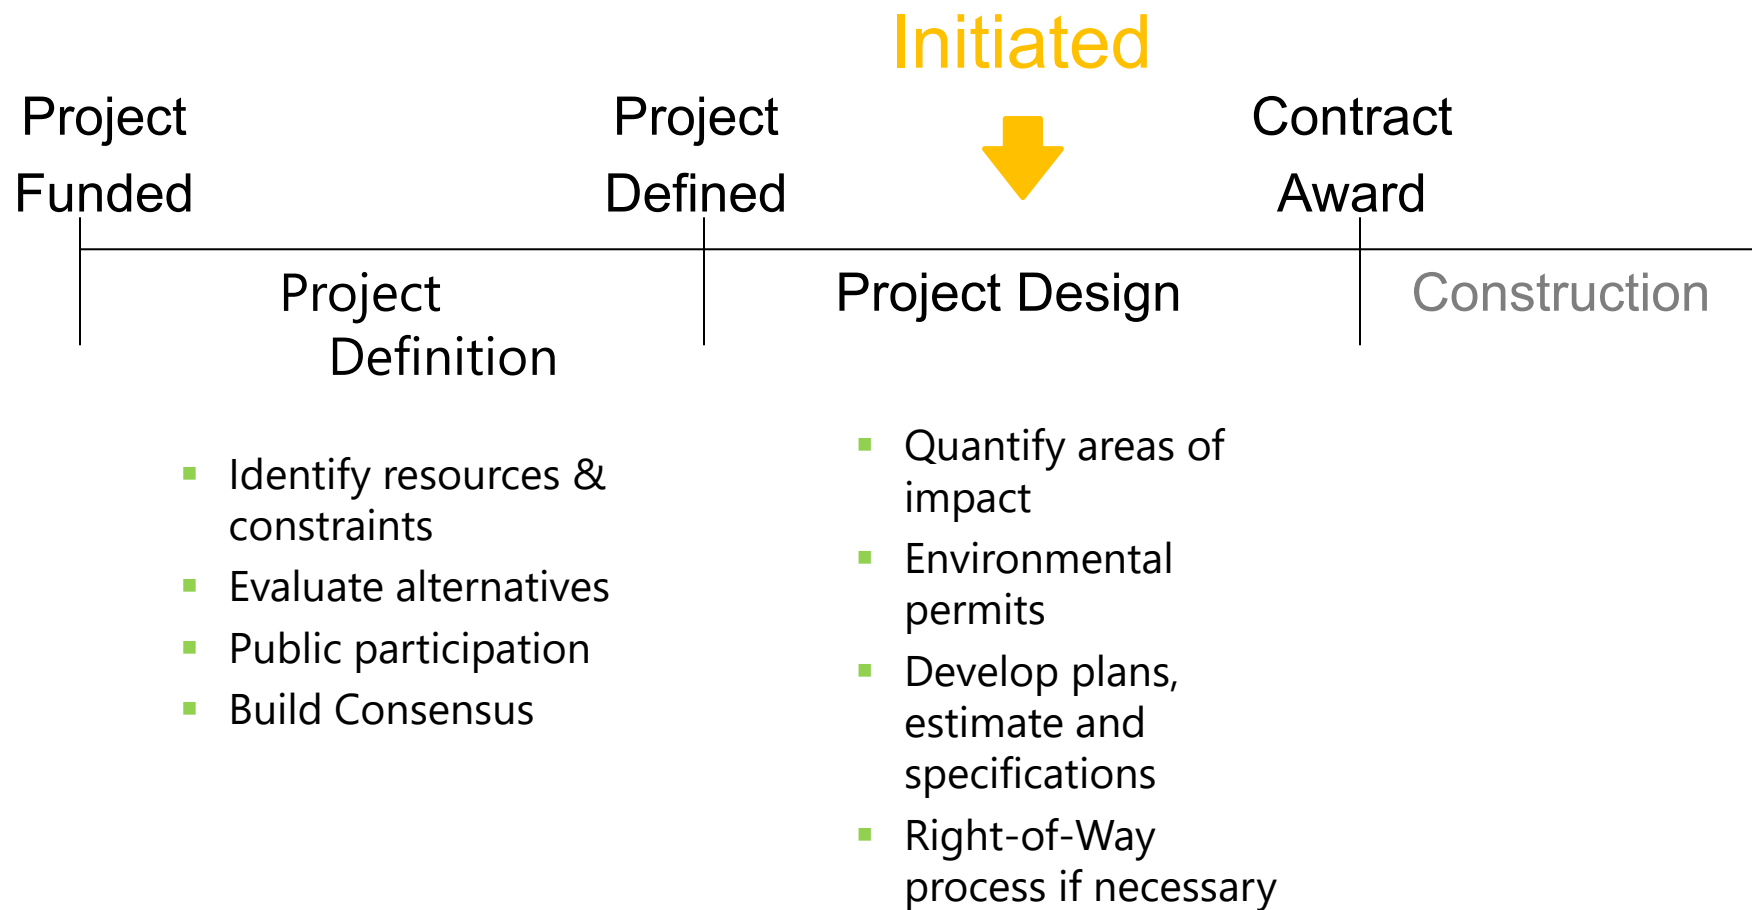 Initiated
Project
Funded
Project
Defined
Contract
Award
Project
Definition
Project Design
Construction
Identify resources &
constraints
Evaluate alternatives
Public participation
Build Consensus
Quantify areas of
impact
Environmental
permits
Develop plans,
estimate and
specifications
Right-of-Way
process if necessary